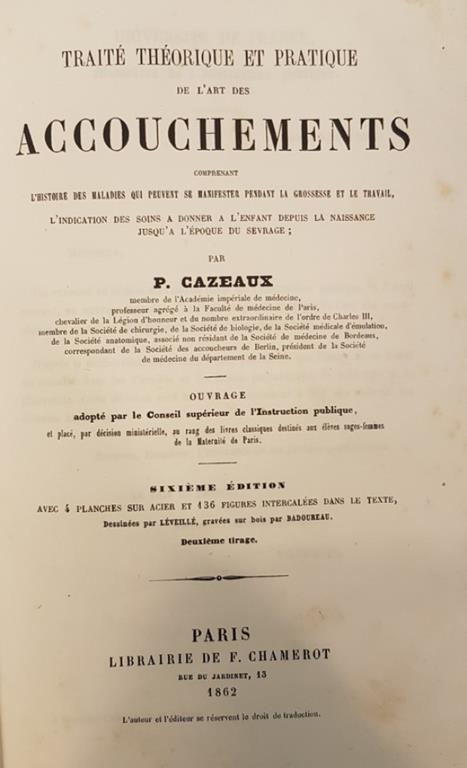 TRAITÉ THÉORIQUE ET PRATIQUE
DE L'ART DES
ACCOUCHEMENTS
COMPRENANT
L'HISTOIRE DES MALADIES QUI PEUVENT SE MANIFESTER PENDANT LA GROSSESSE ET LE TRAVAIL,
L'INDICATION DES SOINS A DONNER A L'ENFANT DEPUIS LA NAISSANCE
JUSQU'A L'ÉPOQUE DU SEVRAGE ;
PAR
P. CAZEAUX
membre de l'Académie impériale de médecine,
professeur agrégé à la Faculté de médecine de Paris,
chevalier de la Légion d'honneur et du nombre extraordinaire de l'ordre de Charles III,
membre de la Société de chirurgie, de la Société de biologie, de la Société médicale d'émulation,
de la Société anatomique, associé non résidant de la Société de médecine de Bordeaux,
correspondant de la Société des accoucheurs de Berlin, président de la Société
de médecine du département de la Seine.
OUVRAGE
adopté par le Conseil supérieur de l'Instruction publique,
et placé, par décision ministérielle, au rang des livres classiques destinés aux élèves sages-femmes
de la Maternité de Paris.
SIXIÈME ÉDITION
AVEC 4 PLANCHES SUR ACIER ET 136 FIGURES INTERCALÉES DANS LE TEXTE,
Dessinées par LÉVEILLÉ, gravées sur bois par BADOUREAU.
Deuxième tirage.
PARIS
LIBRAIRIE DE F. CHAMEROT
RUE DU JARDINET, 13
1862
L'auteur et l'éditeur se réservent le droit de traduction.